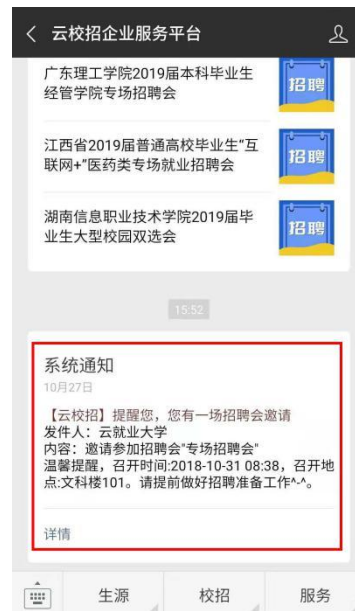 云校招企业服务平台
广东理工学院2019届本科毕业生
经管学院专场招聘会
招聘
江西省2019届普通高校毕业生“互
联网+”医药类专场就业招聘会
招聘
湖南信息职业技术学院2019届毕
业生大型校园双选会
招聘
15:52
系统通知
10月27日
【云校招】提醒您，您有一场招聘会邀请
发件人：云就业大学
内容：邀请参加招聘会"专场招聘会"
温馨提醒，召开时间:2018-10-31 08:38，召开地
点:文科楼101。请提前做好招聘准备工作^-^。
详情
生源
校招
服务